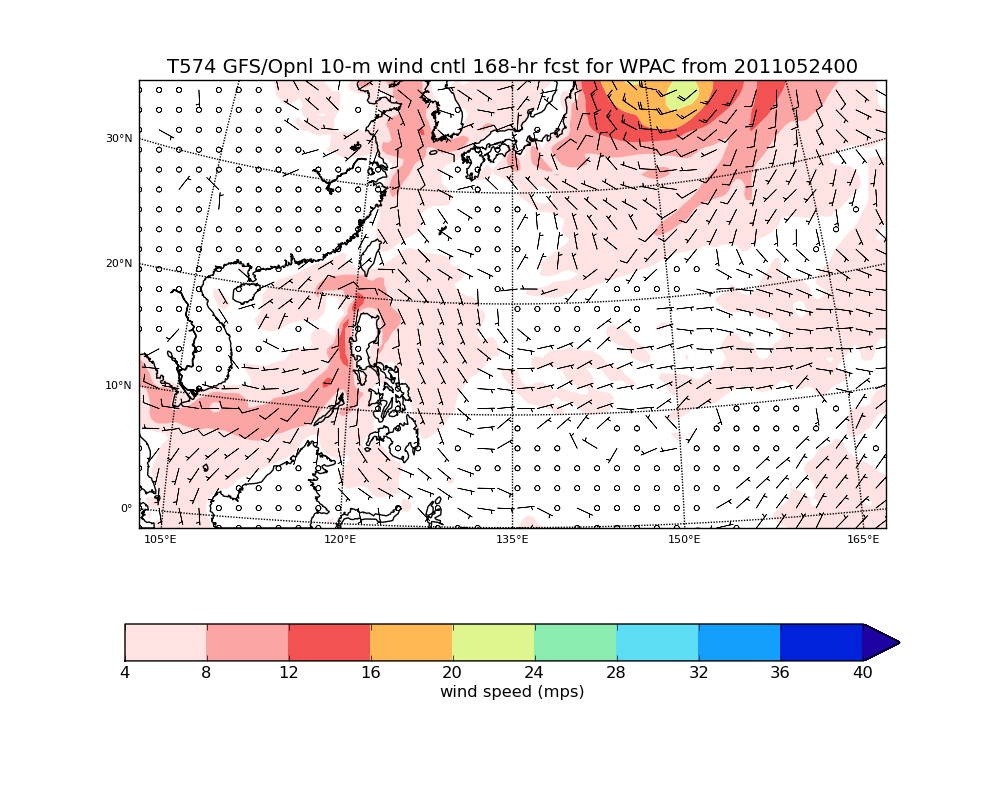 T574 GFS/Opnl 10-m wind cntl 168-hr fcst for WPAC from 2011052400
30°N
20°N
10°N
0°
105°E 120°E 135°E 150°E 165°E
4 8 12 16 20 24 28 32 36 40
wind speed (mps)